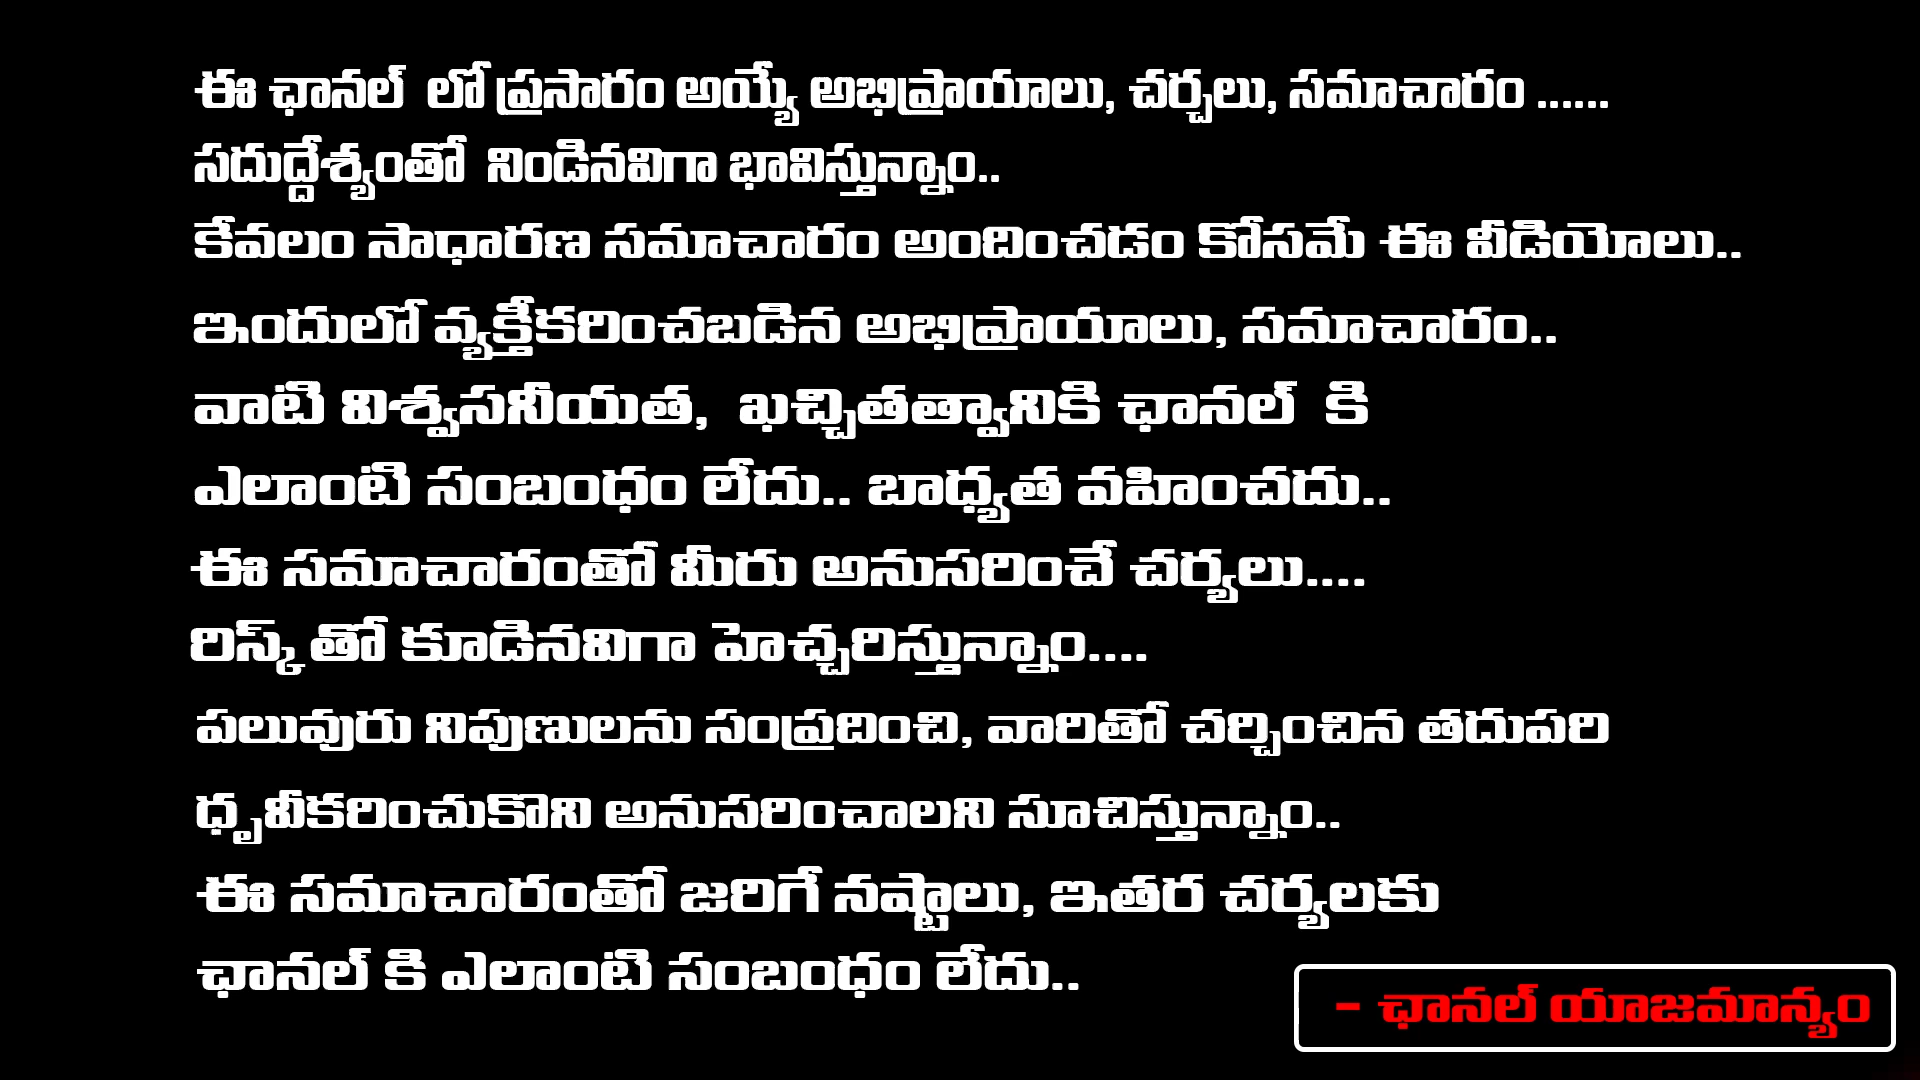 ఈ ఛానల్ లో ప్రసారం అయ్యే అభిప్రాయాలు, చర్చలు, సమాచారం ......
సదుద్దేశ్యంతో నిండినవిగా భావిస్తున్నాం..
కేవలం సాధారణ సమాచారం అందించడం కోసమే ఈ వీడియోలు..
ఇందులో వ్యక్తీకరించబడిన అభిప్రాయాలు, సమాచారం..
వాటి విశ్వసనీయత, ఖచ్చితత్వానికి ఛానల్ కి
ఎలాంటి సంబంధం లేదు.. బాధ్యత వహించదు..
ఈ సమాచారంతో మీరు అనుసరించే చర్యలు....
రిస్క్ తో కూడినవిగా హెచ్చరిస్తున్నాం....
పలువురు నిపుణులను సంప్రదించి, వారితో చర్చించిన తదుపరి
ధృవీకరించుకొని అనుసరించాలని సూచిస్తున్నాం..
ఈ సమాచారంతో జరిగే నష్టాలు, ఇతర చర్యలకు
ఛానల్ కి ఎలాంటి సంబంధం లేదు..
- ఛానల్ యాజమాన్యం